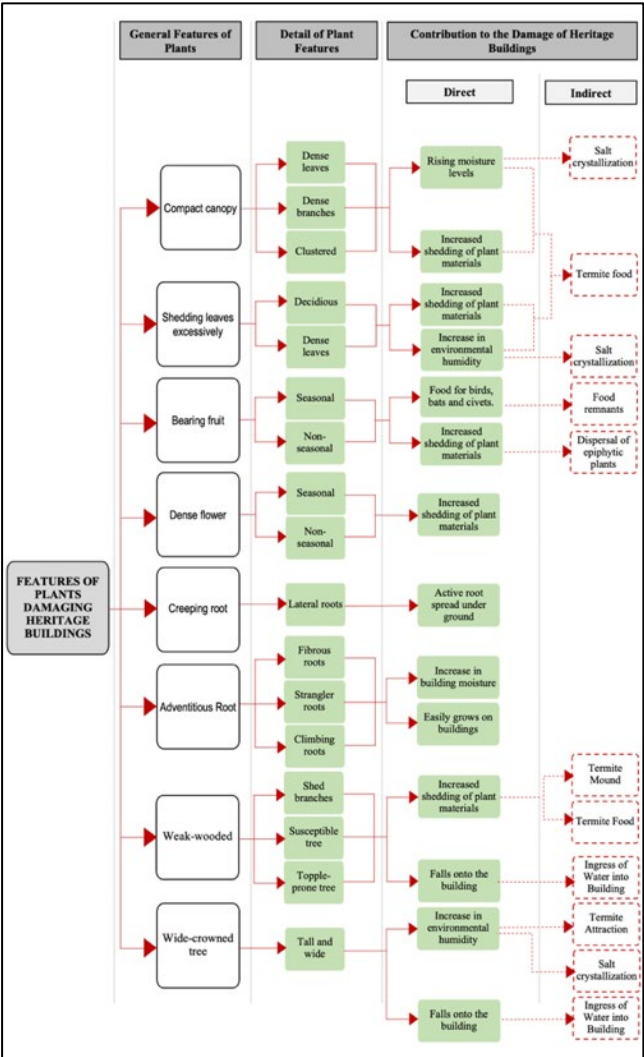 General Features of
Plants
Detail of Plant
Features
Contribution to the Damage of Heritage
Buildings
Direct
Indirect
FEATURES OF
PLANTS
DAMAGING
HERITAGE
BUILDINGS
Compact canopy
Dense
leaves
Dense
branches
Clustered
Rising moisture
levels
Increased
shedding of plant
materials
Salt
crystallization
Termite food
Shedding leaves
excessively
Decidious
Dense
leaves
Increased
shedding of plant
materials
Increase in
environmental
humidity
Salt
crystallization
Bearing fruit
Seasonal
Non-
seasonal
Food for birds,
bats and civets.
Increased
shedding of plant
materials
Food
remnants
Dispersal of
epiphytic
plants
Dense flower
Seasonal
Non-
seasonal
Increased
shedding of plant
materials
Creeping root
Lateral roots
Active root
spread under
ground
Adventitious Root
Fibrous
roots
Strangler
roots
Climbing
roots
Increase in
building moisture
Easily grows on
buildings
Weak-wooded
Shed
branches
Susceptible
tree
Topple-
prone tree
Increased
shedding of plant
materials
Falls onto the
building
Termite
Mound
Termite Food
Ingress of
Water into
Building
Wide-crowned
tree
Tall and
wide
Increase in
environmental
humidity
Falls onto the
building
Termite
Attraction
Salt
crystallization
Ingress of
Water into
Building